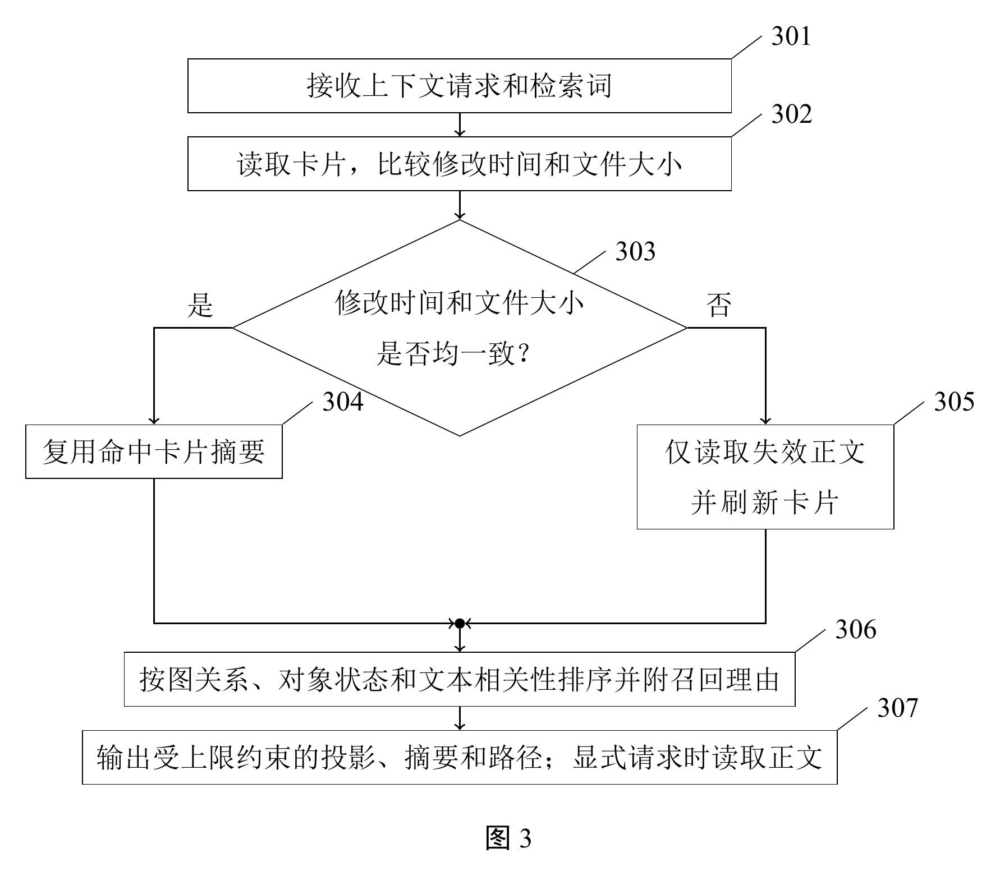 301
接收上下文请求和检索词
302
读取卡片，比较修改时间和文件大小
303
修改时间和文件大小
是否均一致？
是
否
304
复用命中卡片摘要
305
仅读取失效正文
并刷新卡片
306
按图关系、对象状态和文本相关性排序并附召回理由
307
输出受上限约束的投影、摘要和路径；显式请求时读取正文
图 3